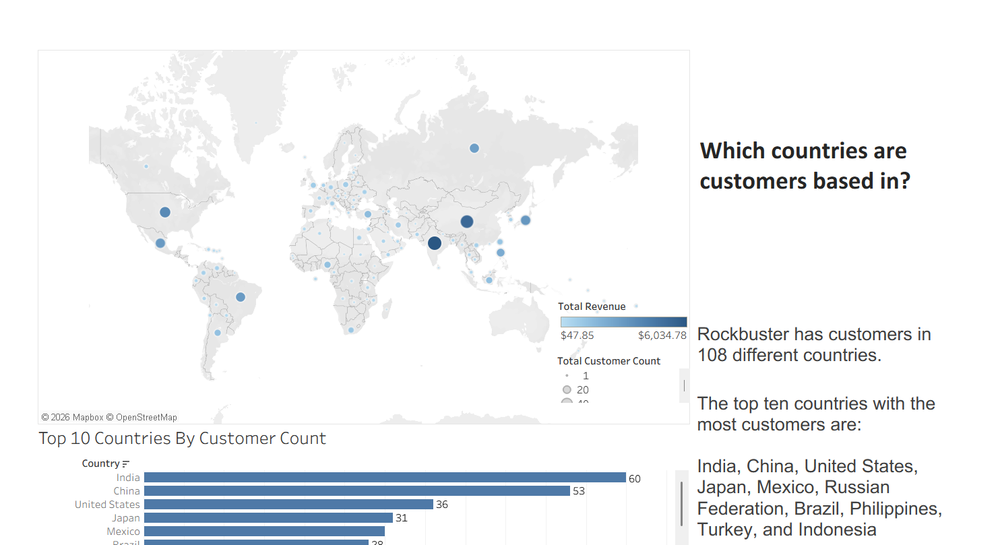 Which countries are
customers based in?
Total Revenue
$47.85 $6,034.78
Total Customer Count
1
20
40
© 2026 Mapbox © OpenStreetMap
Rockbuster has customers in
108 different countries.
The top ten countries with the
most customers are:
India, China, United States,
Japan, Mexico, Russian
Federation, Brazil, Philippines,
Turkey, and Indonesia
Top 10 Countries By Customer Count
Country
India 60
China 53
United States 36
Japan 31
Mexico
Brazil 28